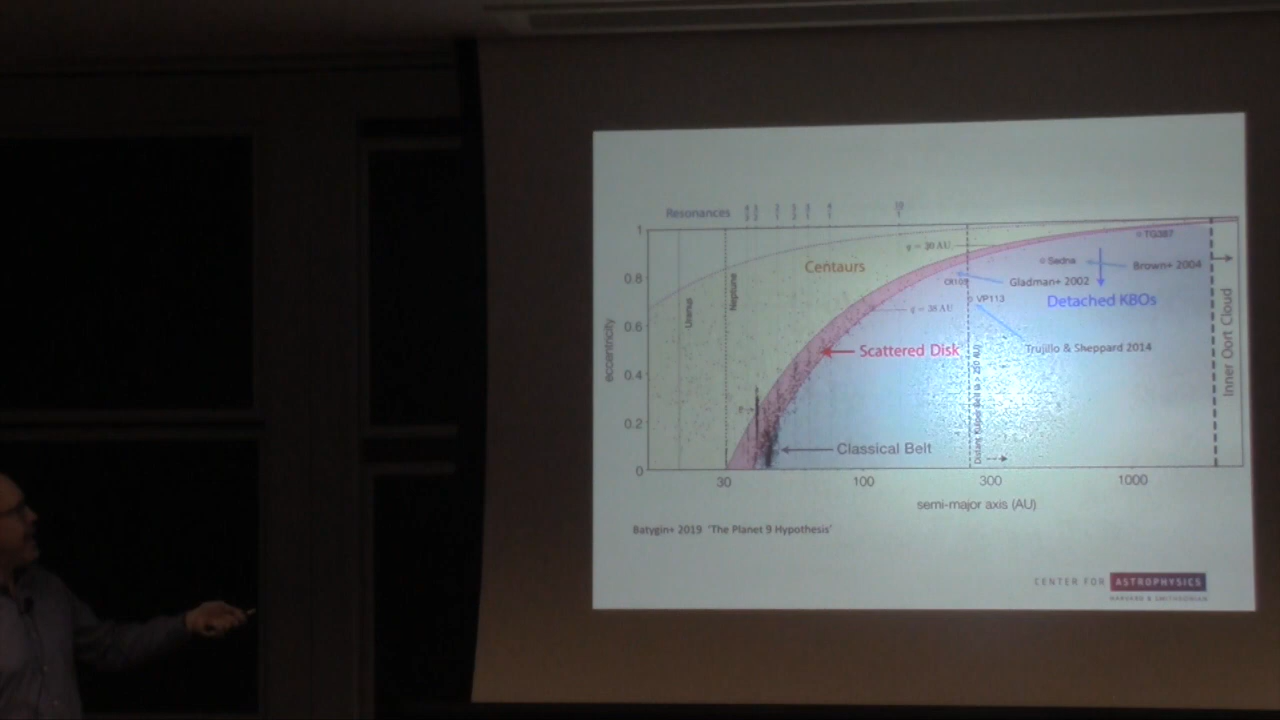 Resonances
1
q = 30 AU
TG387
Centaurs
Sedna
Brown+ 2004
0.8
Neptune
Gladman+ 2002
CR105
VP113
Detached KBOs
Uranus
q = 38 AU
0.6
eccentricity
Scattered Disk
Trujillo & Sheppard 2014
Inner Oort Cloud
0.4
0.2
Classical Belt
0
30
100
300
1000
semi-major axis (AU)
Batygin+ 2019 'The Planet 9 Hypothesis'
CENTER FOR ASTROPHYSICS
HARVARD & SMITHSONIAN